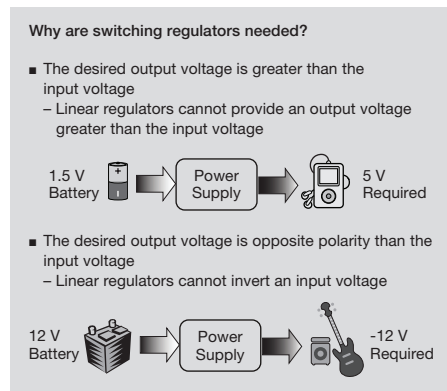 Why are switching regulators needed?
■ The desired output voltage is greater than the
input voltage
– Linear regulators cannot provide an output voltage
greater than the input voltage
1.5 V
Battery
Power
Supply
5 V
Required
■ The desired output voltage is opposite polarity than the
input voltage
– Linear regulators cannot invert an input voltage
12 V
Battery
Power
Supply
-12 V
Required